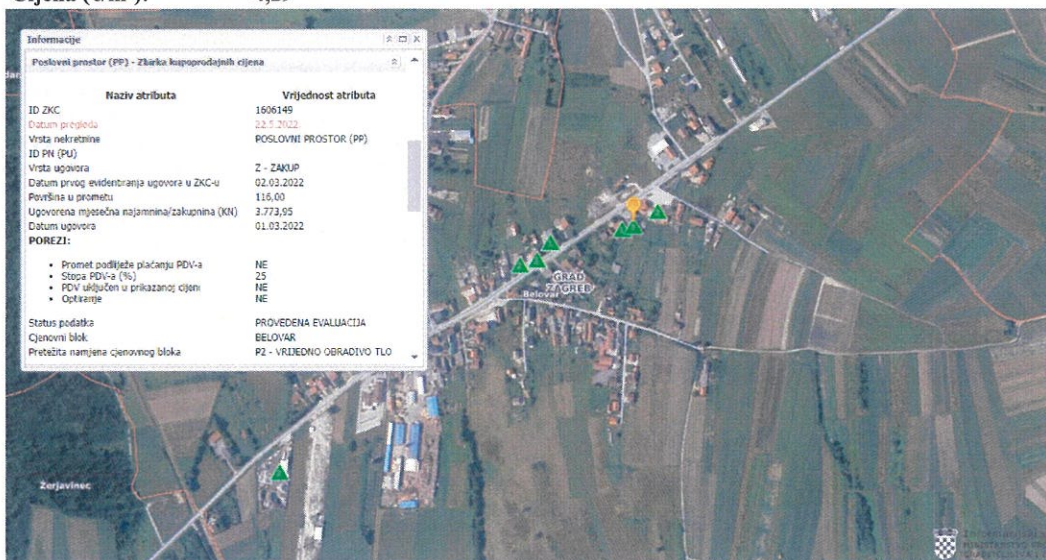 Informacije
Poslovni prostor (PP) - Zbirka kupoprodajnih cijena
Naziv atributa Vrijednost atributa
ID ZKC 1606149
Datum pregleda 22.5.2022
Vrsta nekretnine POSLOVNI PROSTOR (PP)
ID PN (PU)
Vrsta ugovora Z - ZAKUP
Datum prvog evidentiranja ugovora u ZKC-u 02.03.2022
Površina u prometu 116,00
Ugovorena mjesečna najamnina/zakupnina (KN) 3.773,95
Datum ugovora 01.03.2022
POREZI:
• Promet podliježe plaćanju PDV-a NE
• Stopa PDV-a (%) 25
• PDV uključen u prikazanoj cijeni NE
• Optiranje NE
Status podatka PROVEDENA EVALUACIJA
Cjenovni blok BELOVAR
Pretežita namjena cjenovnog bloka P2 - VRIJEDNO OBRADIVO TLO
GRAD
ZAGREB
Belovar
Žerjavinec